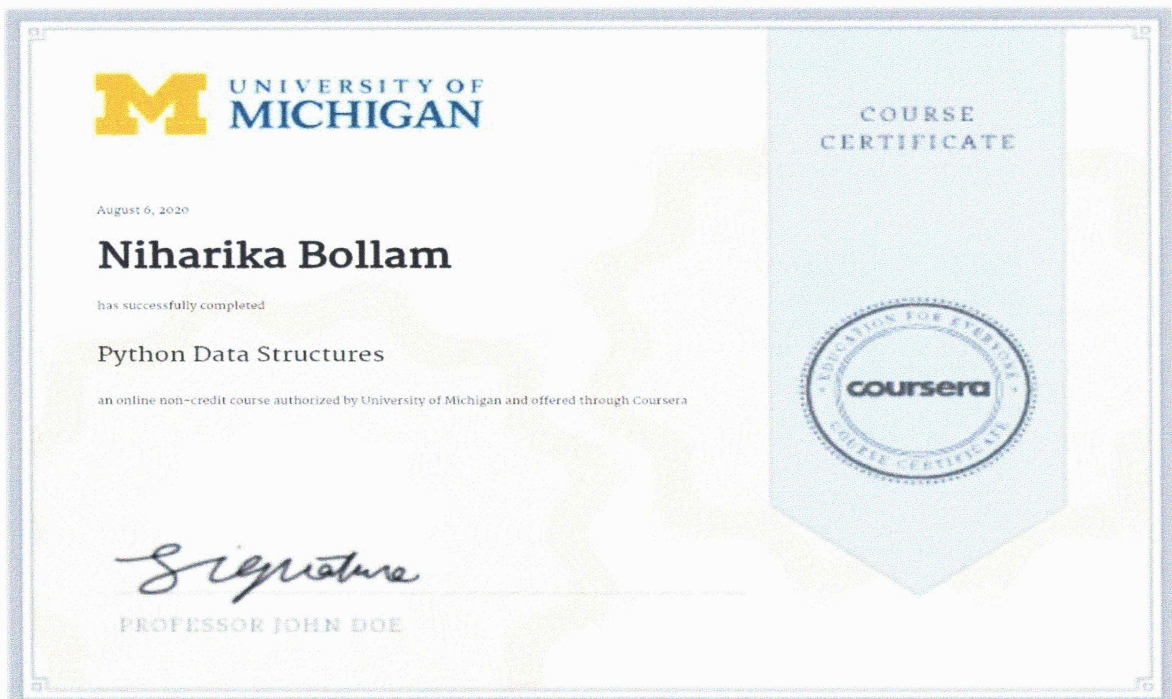 UNIVERSITY OF
MICHIGAN
COURSE
CERTIFICATE
August 6, 2020
Niharika Bollam
has successfully completed
Python Data Structures
an online non-credit course authorized by University of Michigan and offered through Coursera
EDUCATION FOR EVERYONE
coursera
COURSE CERTIFICATE
Signature
PROFESSOR JOHN DOE